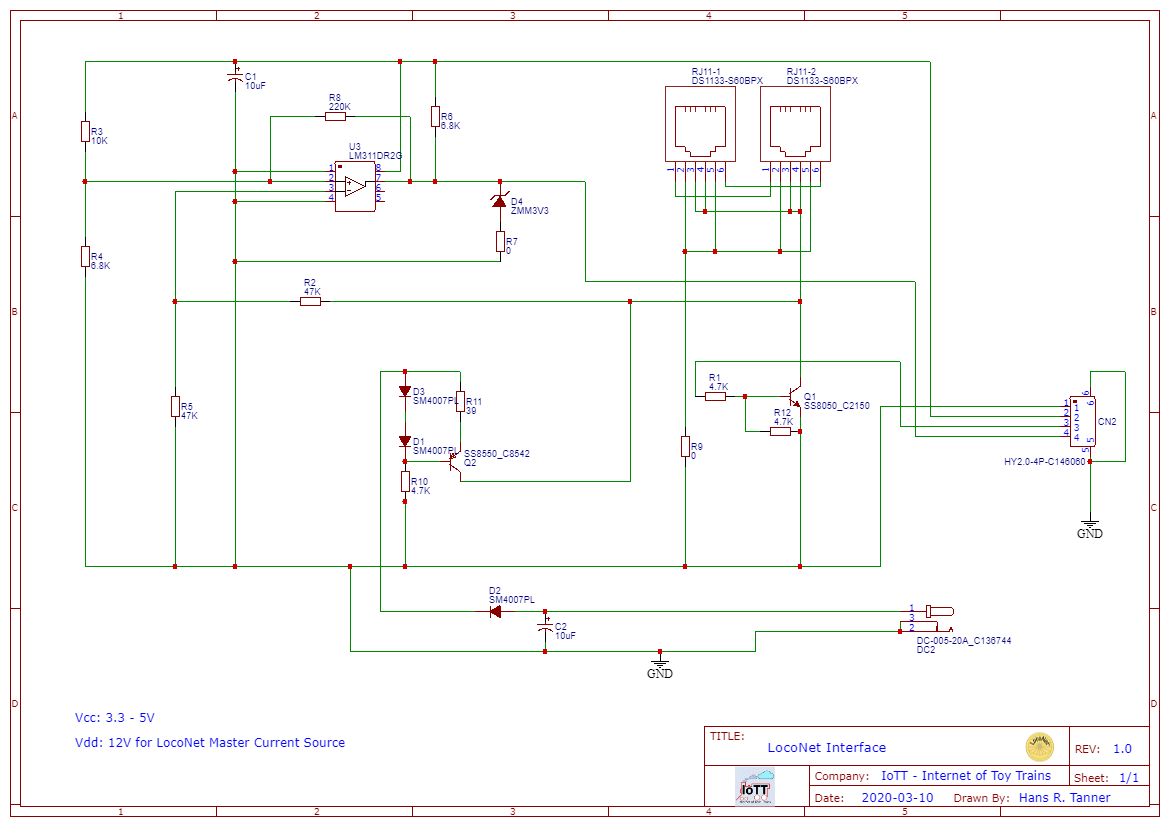 1 2 3 4 5
A
B
C
D
A
B
C
D
C1
10uF
R8
220K
R3
10K
R6
6.8K
U3
LM311DR2G
1
2
3
4
8
7
6
5
D4
ZMM3V3
R7
0
R4
6.8K
R2
47K
R5
47K
RJ11-1
DS1133-S60BPX
1 2 3 4 5 6
RJ11-2
DS1133-S60BPX
1 2 3 4 5 6
D3
SM4007PL
R11
39
D1
SM4007PL
SS8550_C8542
Q2
R10
4.7K
R1
4.7K
Q1
SS8050_C2150
R12
4.7K
R9
0
6
6
1 1
2 2
3 3
4 4
5
5
CN2
HY2.0-4P-C146060
GND
D2
SM4007PL
C2
10uF
GND
1
3
2
DC-005-20A_C136744
DC2
Vcc: 3.3 - 5V
Vdd: 12V for LocoNet Master Current Source
TITLE:
LocoNet Interface
LocoNet
REV: 1.0
IoTT
Company: IoTT - Internet of Toy Trains
Sheet: 1/1
Date: 2020-03-10 Drawn By: Hans R. Tanner
1 2 3 4 5